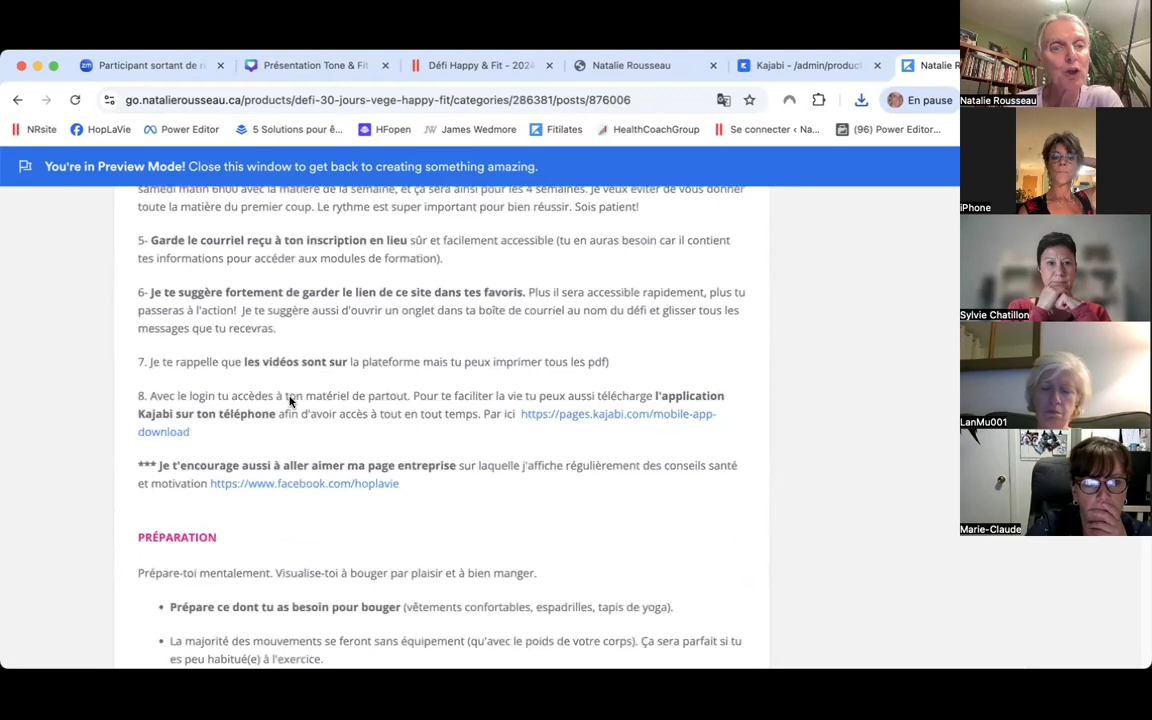 Participant sortant de
Présentation Tone & Fit
Défi Happy & Fit - 2024
Natalie Rousseau
Kajabi - /admin/product
Natalie R
go.natalierousseau.ca/products/defi-30-jours-vege-happy-fit/categories/286381/posts/876006
En pause
NRsite
HopLaVie
Power Editor
5 Solutions pour ê...
HFopen
James Wedmore
Fitilates
HealthCoachGroup
Se connecter ‹ Na...
(96) Power Editor...
You're in Preview Mode! Close this window to get back to creating something amazing.
samedi matin 6h00 avec la matière de la semaine, et ça sera ainsi pour les 4 semaines. Je veux éviter de vous donner
toute la matière du premier coup. Le rythme est super important pour bien réussir. Sois patient!
5- Garde le courriel reçu à ton inscription en lieu sûr et facilement accessible (tu en auras besoin car il contient
tes informations pour accéder aux modules de formation).
6- Je te suggère fortement de garder le lien de ce site dans tes favoris. Plus il sera accessible rapidement, plus tu
passeras à l'action! Je te suggère aussi d'ouvrir un onglet dans ta boîte de courriel au nom du défi et glisser tous les
messages que tu recevras.
7. Je te rappelle que les vidéos sont sur la plateforme mais tu peux imprimer tous les pdf)
8. Avec le login tu accèdes à ton matériel de partout. Pour te faciliter la vie tu peux aussi télécharge l'application
Kajabi sur ton téléphone afin d'avoir accès à tout en tout temps. Par ici https://pages.kajabi.com/mobile-app-
download
*** Je t'encourage aussi à aller aimer ma page entreprise sur laquelle j'affiche régulièrement des conseils santé
et motivation https://www.facebook.com/hoplavie
PRÉPARATION
Prépare-toi mentalement. Visualise-toi à bouger par plaisir et à bien manger.
• Prépare ce dont tu as besoin pour bouger (vêtements confortables, espadrilles, tapis de yoga).
• La majorité des mouvements se feront sans équipement (qu'avec le poids de votre corps). Ça sera parfait si tu
es peu habitué(e) à l'exercice.
Natalie Rousseau
iPhone
Sylvie Chatillon
LanMu001
Marie-Claude